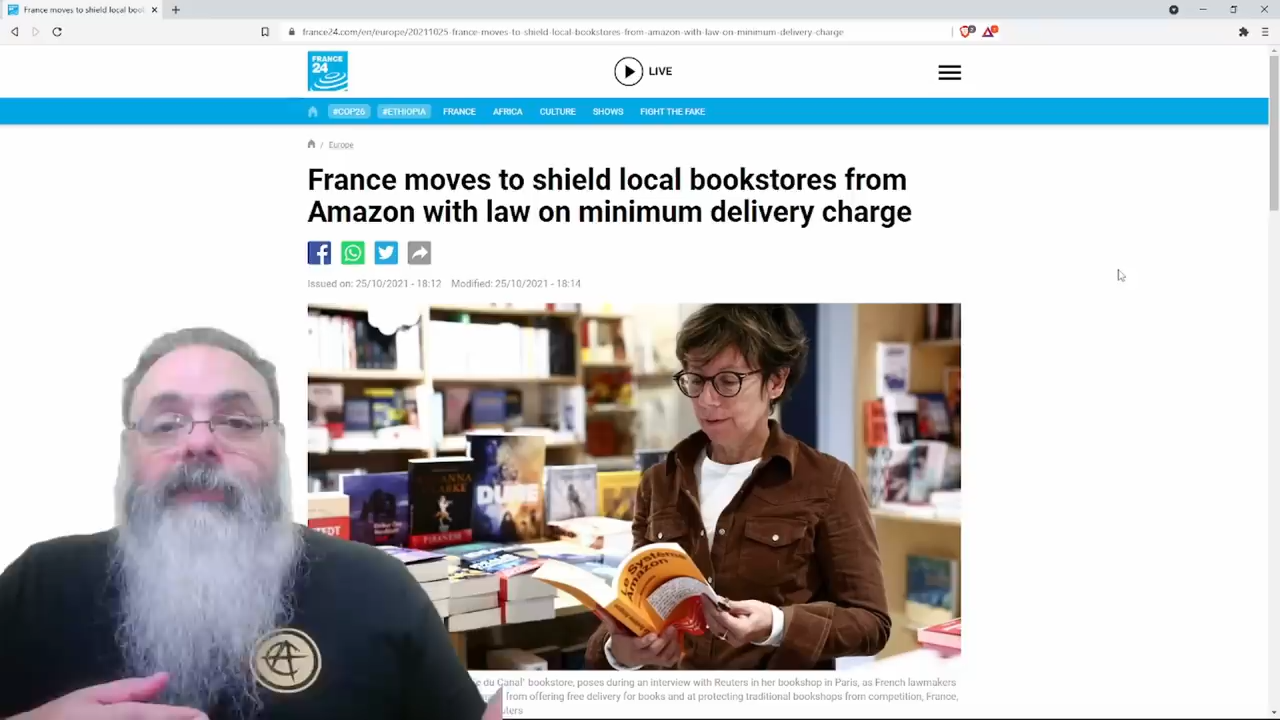 France moves to shield local boo
france24.com/en/europe/20211025-france-moves-to-shield-local-bookstores-from-amazon-with-law-on-minimum-delivery-charge
FRANCE
24
LIVE
#COP26 #ETHIOPIA FRANCE AFRICA CULTURE SHOWS FIGHT THE FAKE
/ Europe
France moves to shield local bookstores from
Amazon with law on minimum delivery charge
Issued on: 25/10/2021 - 18:12 Modified: 25/10/2021 - 18:14
DUNE
PIRANESI
Le Système
Amazon
e du Canal' bookstore, poses during an interview with Reuters in her bookshop in Paris, as French lawmakers
from offering free delivery for books and at protecting traditional bookshops from competition, France,
uters